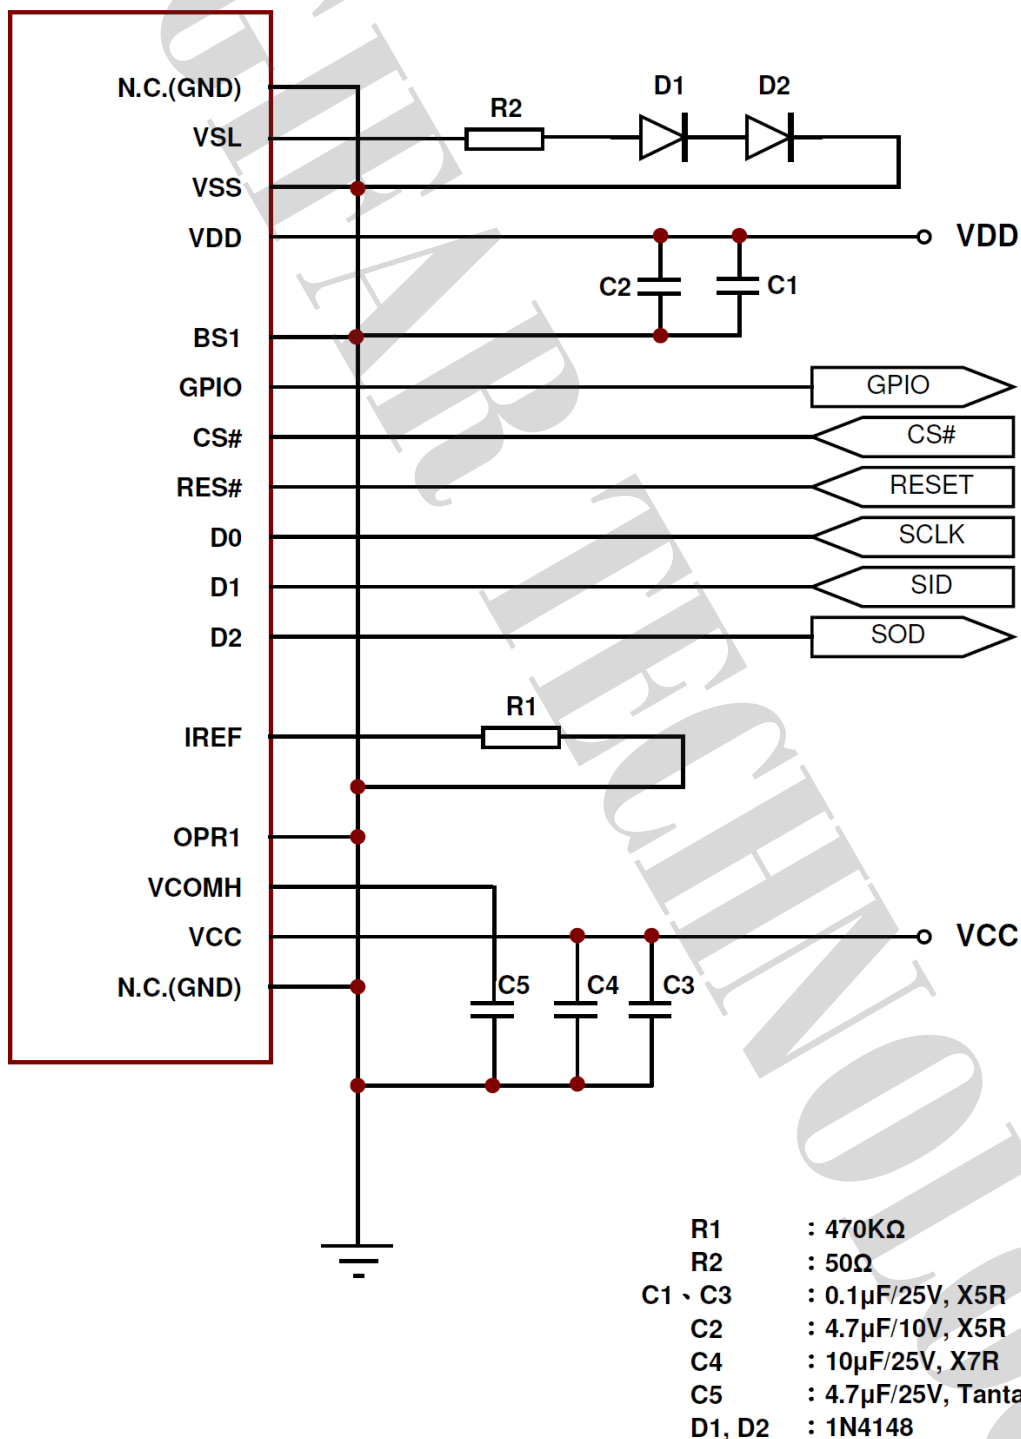 N.C.(GND)
VSL
VSS
VDD
BS1
GPIO
CS#
RES#
D0
D1
D2
IREF
OPR1
VCOMH
VCC
N.C.(GND)
R2
D1
D2
VDD
C2
C1
GPIO
CS#
RESET
SCLK
SID
SOD
R1
VCC
C5
C4
C3
R1 : 470KΩ
R2 : 50Ω
C1、C3 : 0.1µF/25V, X5R
C2 : 4.7µF/10V, X5R
C4 : 10µF/25V, X7R
C5 : 4.7µF/25V, Tanta
D1, D2 : 1N4148
TECHNOLO